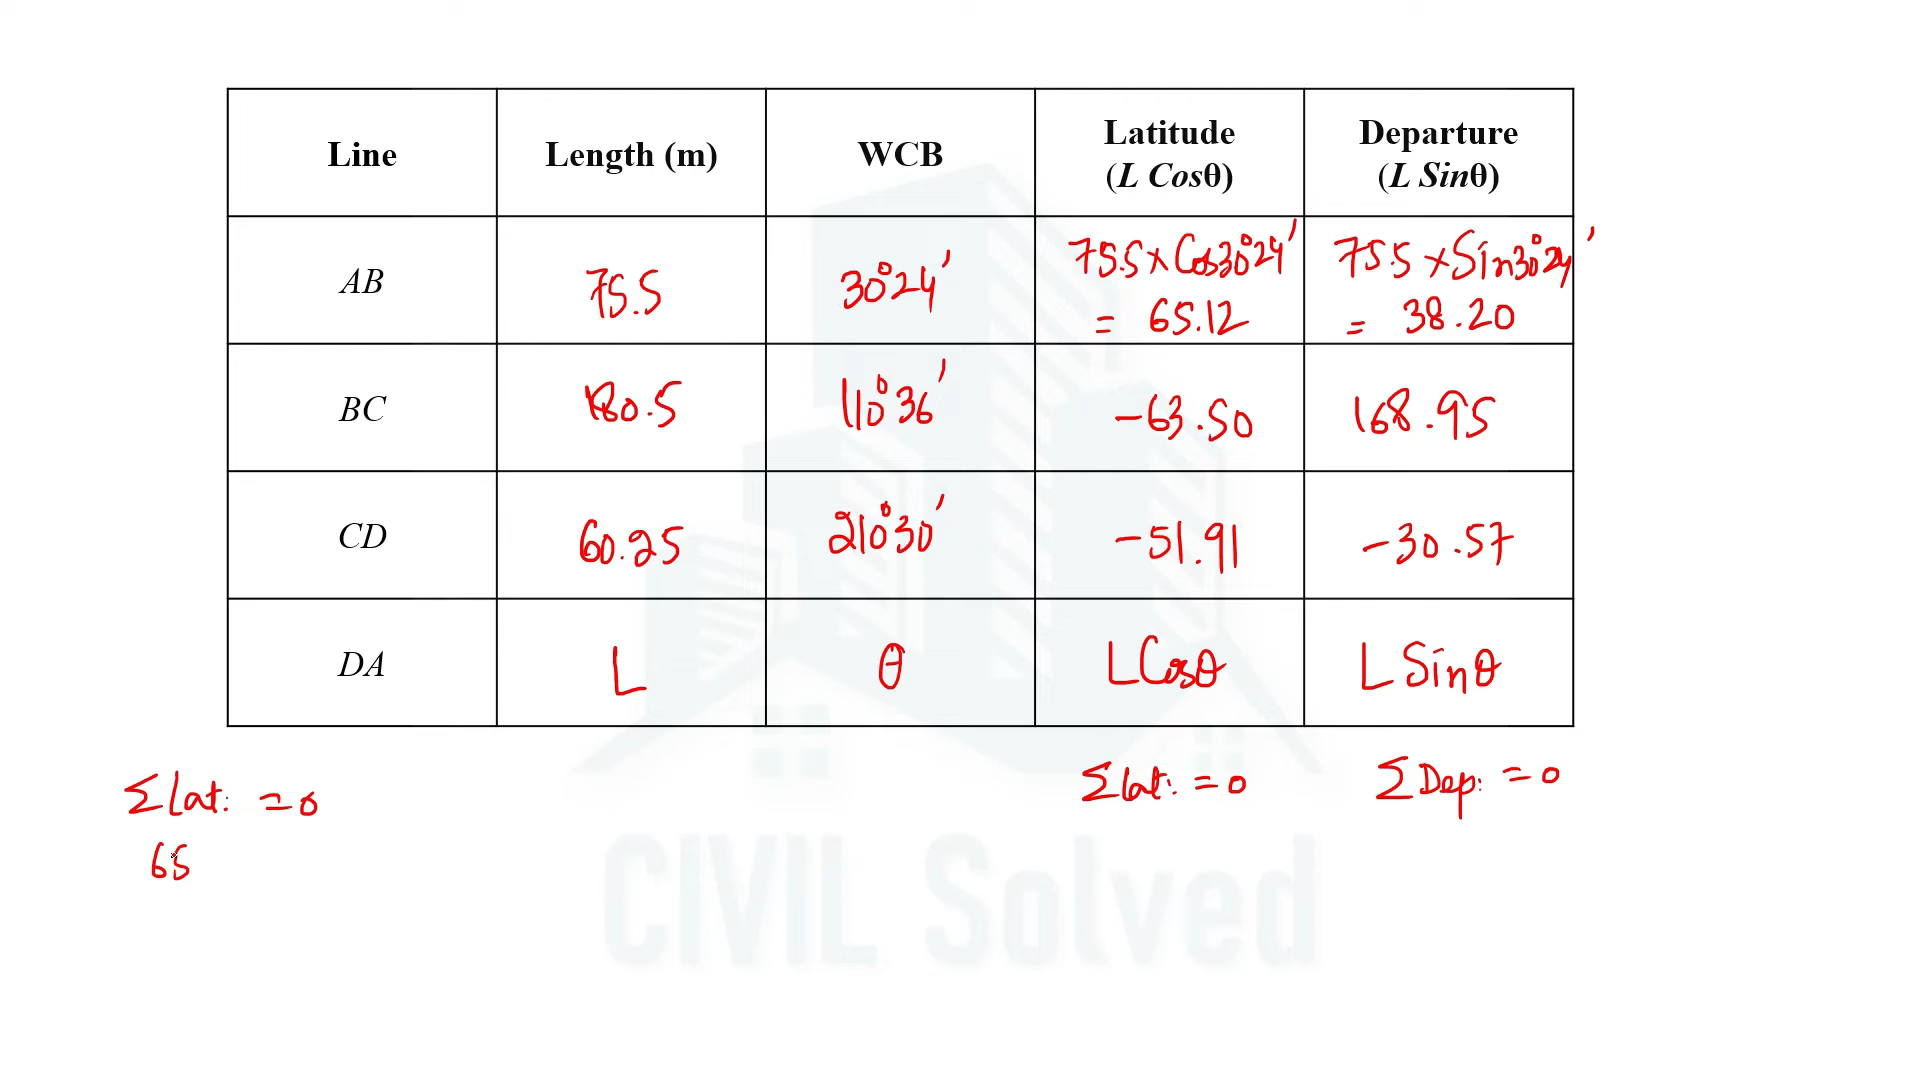 Line Length (m) WCB Latitude (L Cosθ) Departure (L Sinθ)
AB 75.5 30°24' 75.5 x Cos30°24' = 65.12 75.5 x Sin30°24' = 38.20
BC 180.5 110°36' -63.50 168.95
CD 60.25 210°30' -51.91 -30.57
DA L θ L Cosθ L Sinθ
Σlat: =0 ΣDep: =0
ΣLat: =0
65
CIVIL Solved